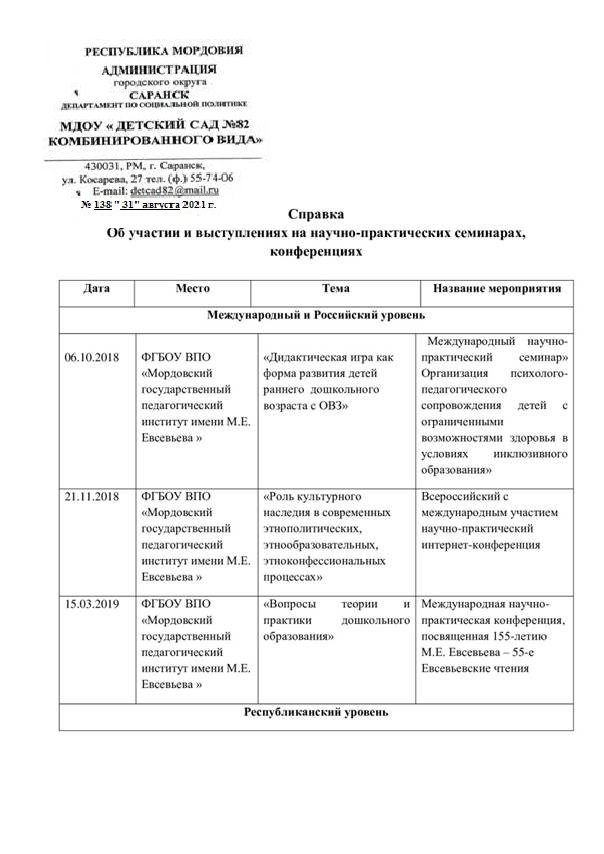 РЕСПУБЛИКА МОРДОВИЯ
АДМИНИСТРАЦИЯ
городского округа
САРАНСК
ДЕПАРТАМЕНТ ПО СОЦИАЛЬНОЙ ПОЛИТИКЕ
МДОУ « ДЕТСКИЙ САД №82
КОМБИНИРОВАННОГО ВИДА»
430031, РМ, г. Саранск,
ул. Косарева, 27 тел. (ф.) 55-74-06
E-mail: detcad82@mail.ru
№ 138 " 31" августа 2021 г.
Справка
Об участии и выступлениях на научно-практических семинарах,
конференциях
Дата Место Тема Название мероприятия
Международный и Российский уровень
06.10.2018
ФГБОУ ВПО
«Мордовский
государственный
педагогический
институт имени М.Е.
Евсевьева »
«Дидактическая игра как
форма развития детей
раннего дошкольного
возраста с ОВЗ»
Международный научно-
практический семинар»
Организация психолого-
педагогического
сопровождения детей с
ограниченными
возможностями здоровья в
условиях инклюзивного
образования»
21.11.2018
ФГБОУ ВПО
«Мордовский
государственный
педагогический
институт имени М.Е.
Евсевьева »
«Роль культурного
наследия в современных
этнополитических,
этнообразовательных,
этноконфессиональных
процессах»
Всероссийский с
международным участием
научно-практический
интернет-конференция
15.03.2019
ФГБОУ ВПО
«Мордовский
государственный
педагогический
институт имени М.Е.
Евсевьева »
«Вопросы теории и
практики дошкольного
образования»
Международная научно-
практическая конференция,
посвященная 155-летию
М.Е. Евсевьева – 55-е
Евсевьевские чтения
Республиканский уровень